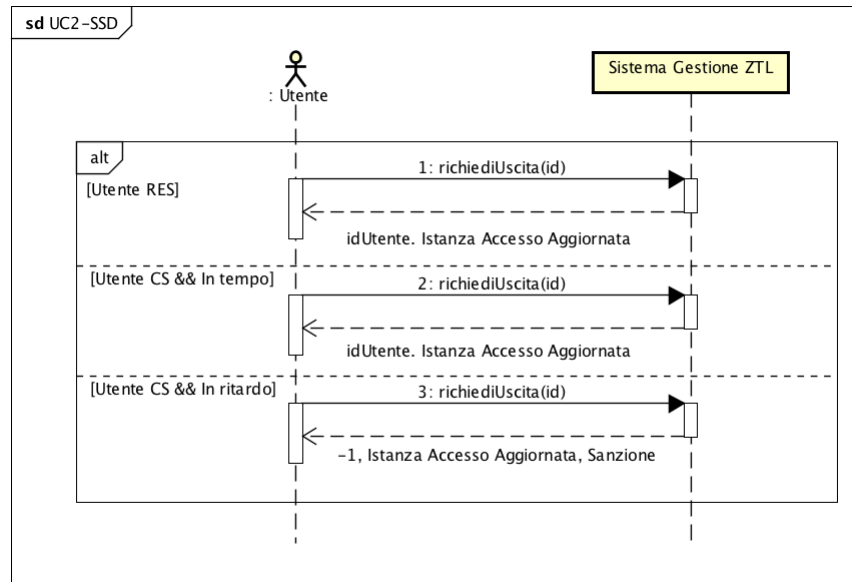 sd UC2-SSD
: Utente
Sistema Gestione ZTL
alt
[Utente RES]
1: richiediUscita(id)
idUtente. Istanza Accesso Aggiornata
[Utente CS && In tempo]
2: richiediUscita(id)
idUtente. Istanza Accesso Aggiornata
[Utente CS && In ritardo]
3: richiediUscita(id)
-1, Istanza Accesso Aggiornata, Sanzione